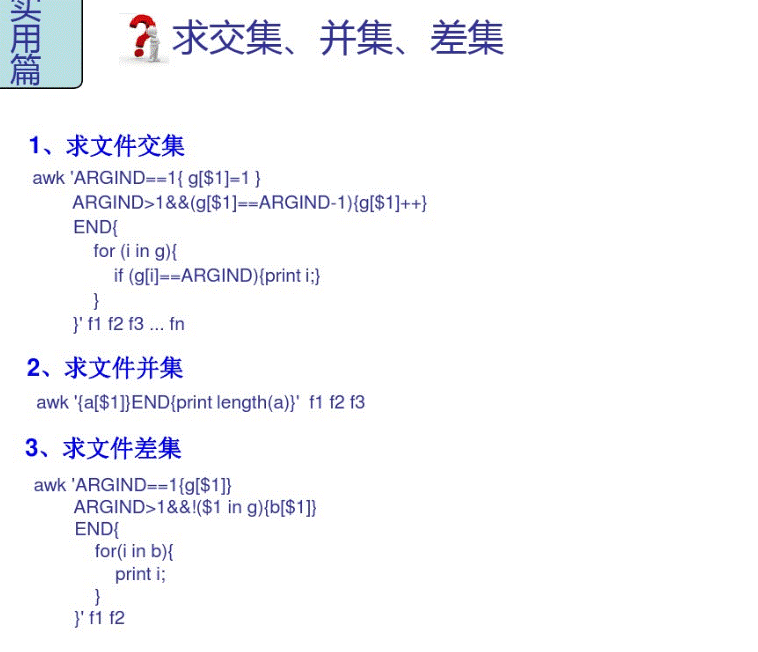 实用篇
求交集、并集、差集
1、求文件交集
awk 'ARGIND==1{ g[$1]=1 }
ARGIND>1&&(g[$1]==ARGIND-1){g[$1]++}
END{
for (i in g){
if (g[i]==ARGIND){print i;}
}
}' f1 f2 f3 ... fn
2、求文件并集
awk '{a[$1]}END{print length(a)}' f1 f2 f3
3、求文件差集
awk 'ARGIND==1{g[$1]}
ARGIND>1&&!($1 in g){b[$1]}
END{
for(i in b){
print i;
}
}' f1 f2